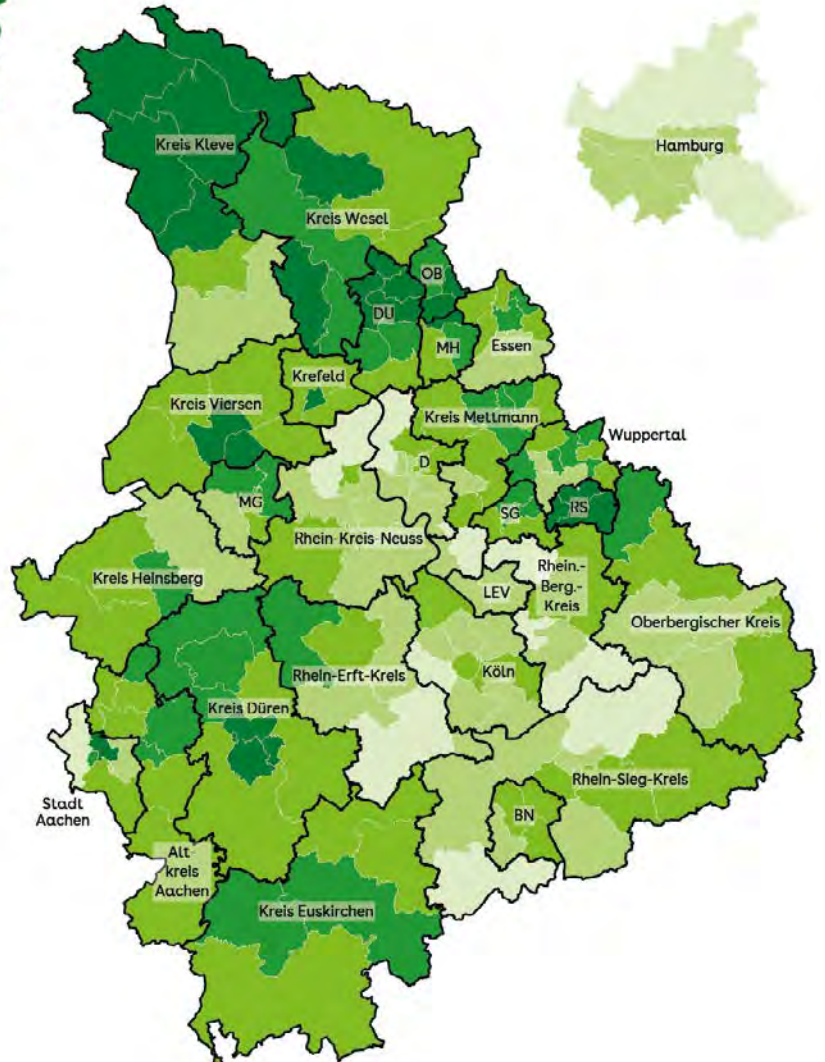 Kreis Kleve
Hamburg
Kreis Wesel
OB
DU
MH
Essen
Krefeld
Kreis Viersen
Kreis Mettmann
Wuppertal
D
MG
SG
RS
Rhein-Kreis-Neuss
Kreis Heinsberg
LEV
Rhein.-
Berg.-
Kreis
Oberbergischer Kreis
Rhein-Erft-Kreis
Köln
Kreis Düren
Rhein-Sieg-Kreis
Stadt
Aachen
BN
Alt-
kreis
Aachen
Kreis Euskirchen